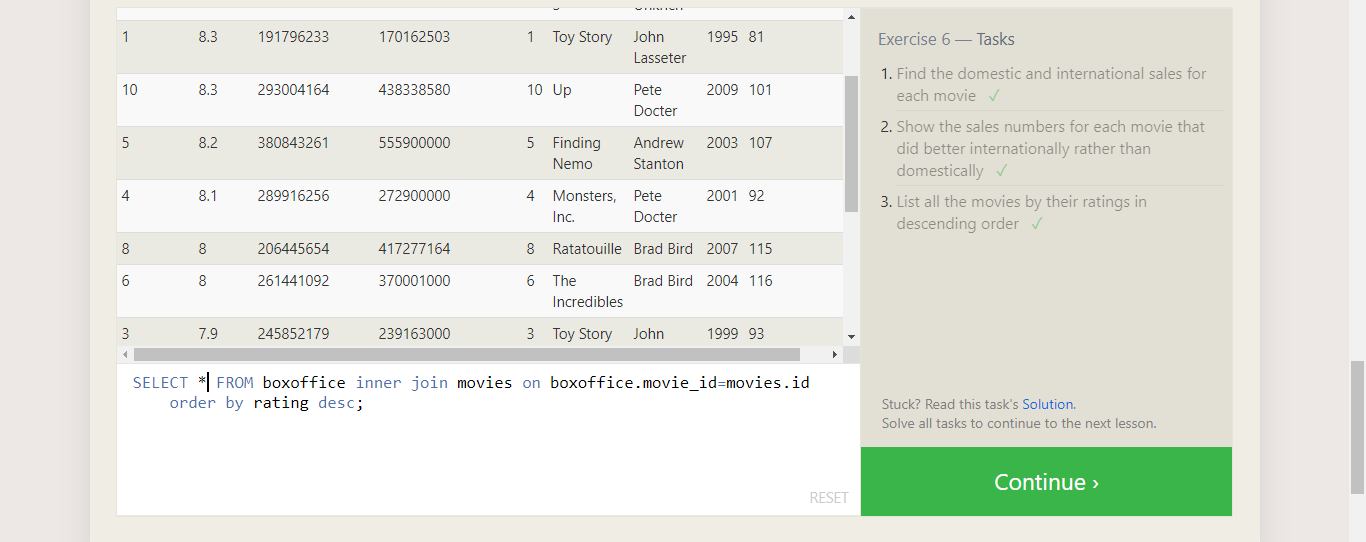 1 8.3 191796233 170162503 1 Toy Story John 1995 81
Lasseter
10 8.3 293004164 438338580 10 Up Pete 2009 101
Docter
5 8.2 380843261 555900000 5 Finding Andrew 2003 107
Nemo Stanton
4 8.1 289916256 272900000 4 Monsters, Pete 2001 92
Inc. Docter
8 8 206445654 417277164 8 Ratatouille Brad Bird 2007 115
6 8 261441092 370001000 6 The Brad Bird 2004 116
Incredibles
3 7.9 245852179 239163000 3 Toy Story John 1999 93
SELECT * FROM boxoffice inner join movies on boxoffice.movie_id=movies.id
order by rating desc;
RESET
Exercise 6 — Tasks
1. Find the domestic and international sales for
each movie ✓
2. Show the sales numbers for each movie that
did better internationally rather than
domestically ✓
3. List all the movies by their ratings in
descending order ✓
Stuck? Read this task's Solution.
Solve all tasks to continue to the next lesson.
Continue ›